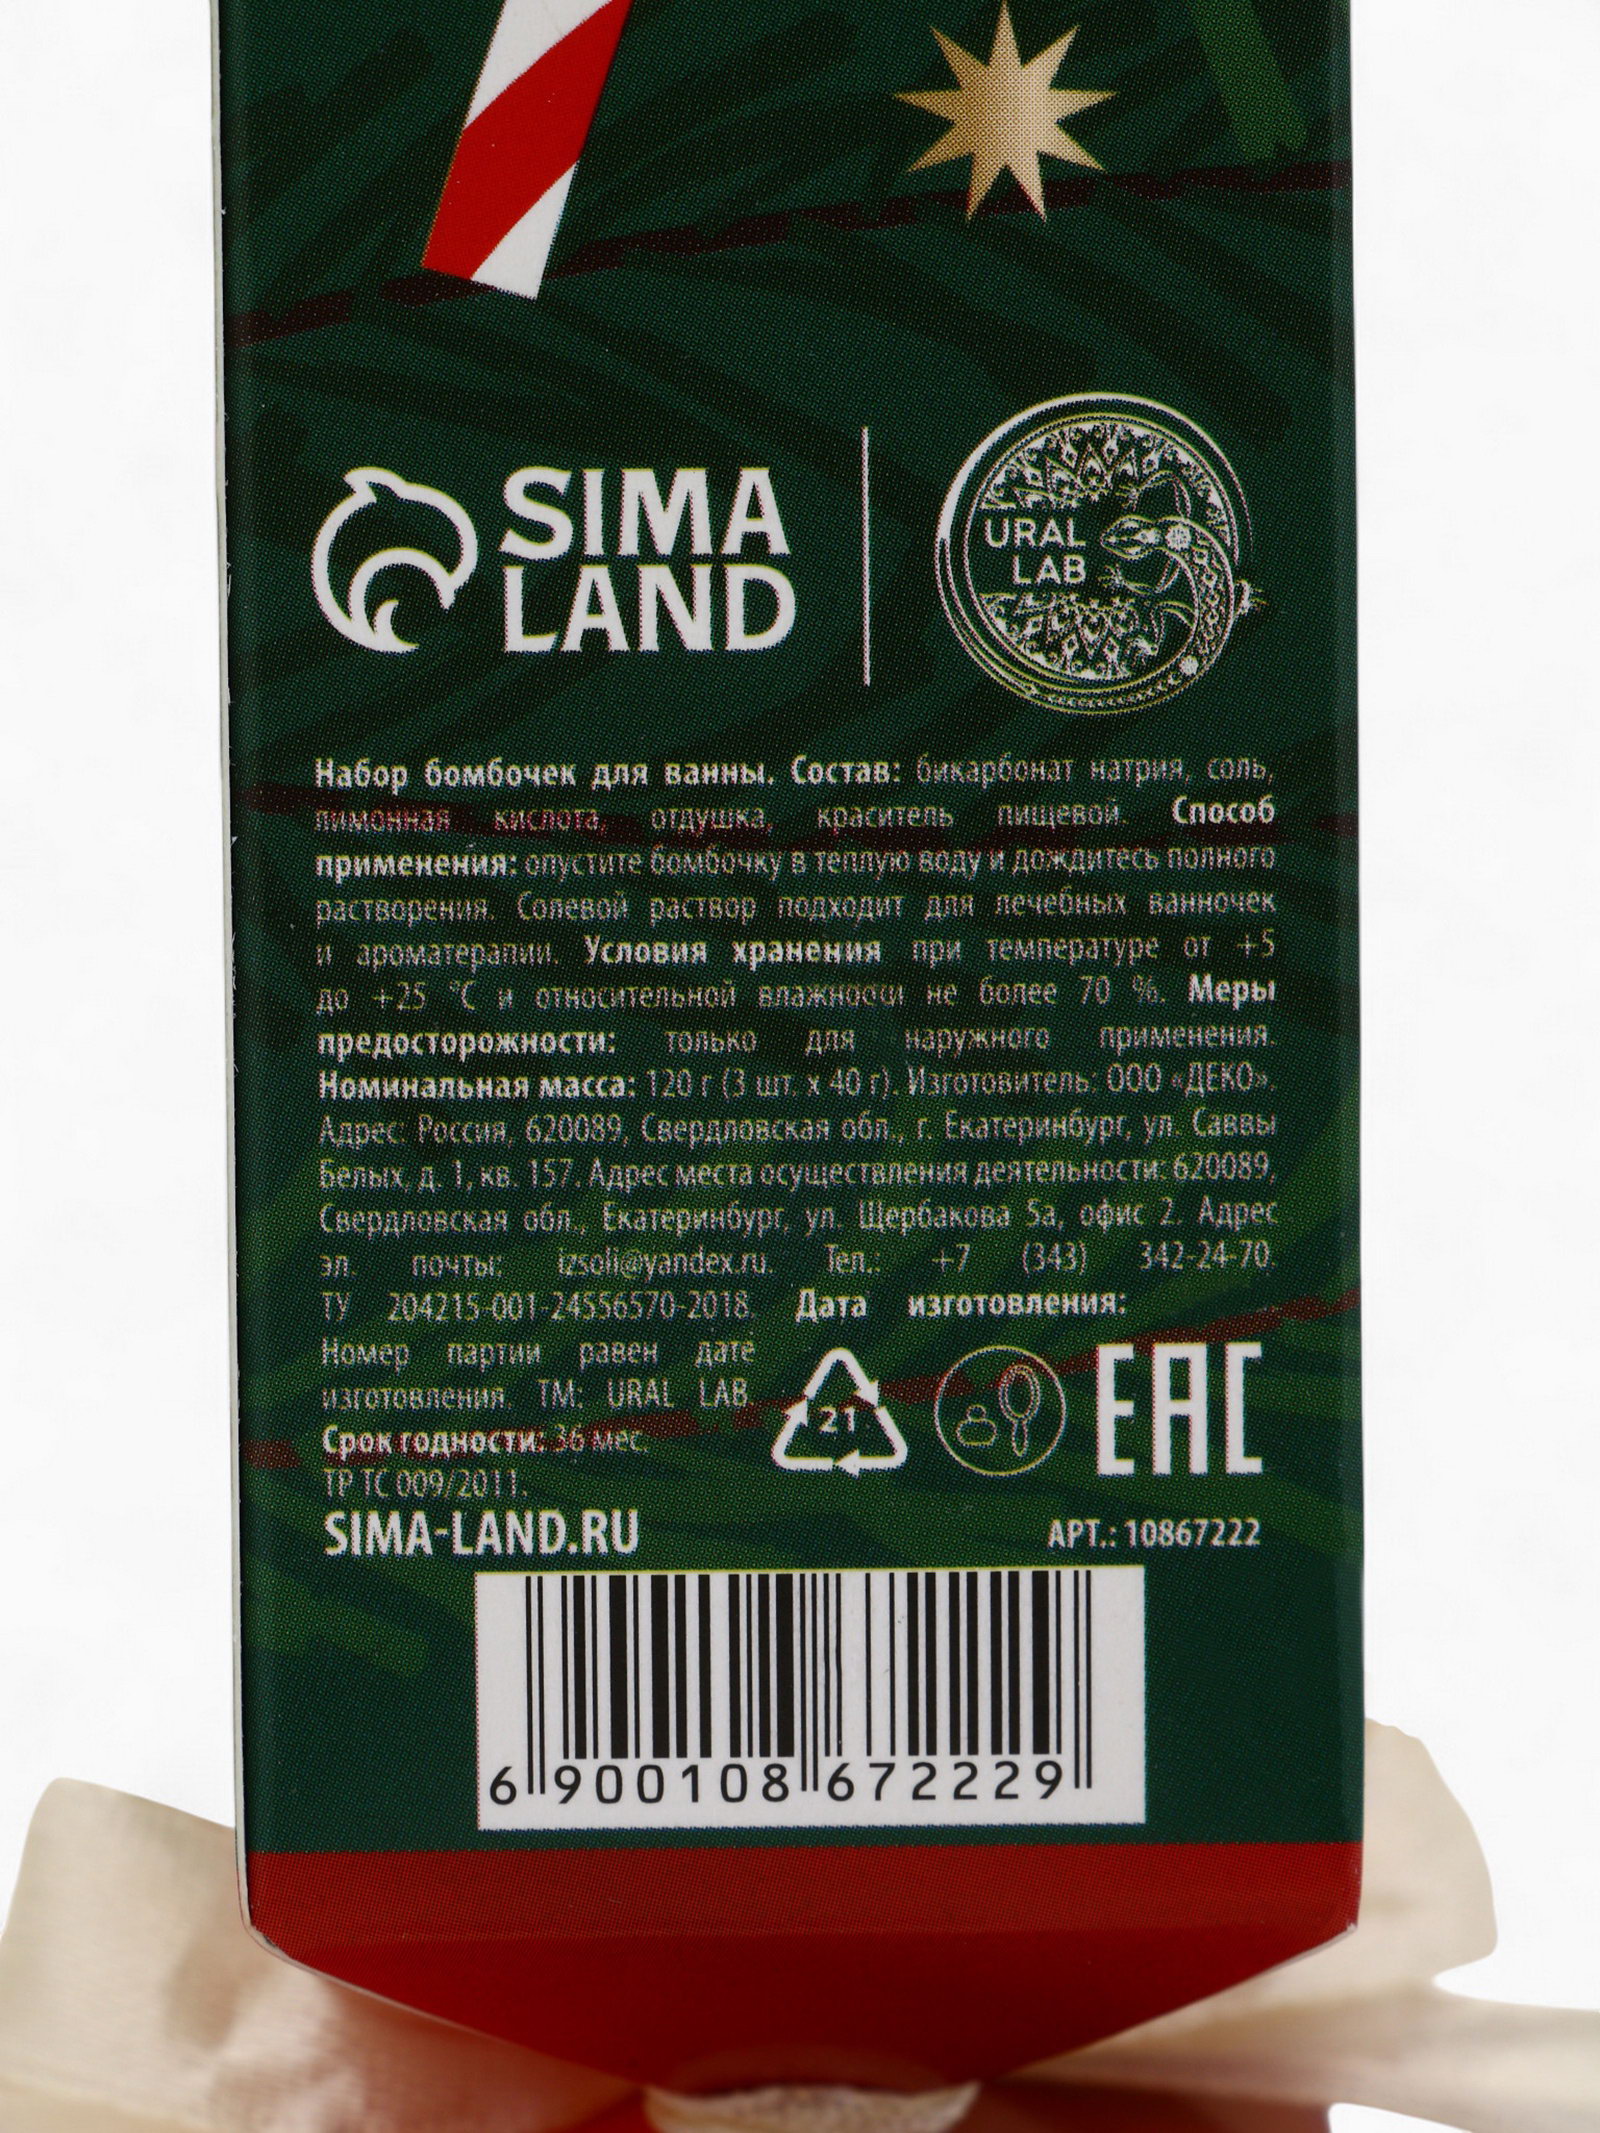 SIMA
LAND
URAL
LAB
Набор бомбочек для ванны. Состав: бикарбонат натрия, соль,
лимонная кислота, отдушка, краситель пищевой. Способ
применения: опустите бомбочку в теплую воду и дождитесь полного
растворения. Солевой раствор подходит для лечебных ванночек
и ароматерапии. Условия хранения при температуре от +5
до +25 °С и относительной влажности не более 70 %. Меры
предосторожности: только для наружного применения.
Номинальная масса: 120 г (3 шт. х 40 г). Изготовитель: ООО «ДЕКО».
Адрес: Россия, 620089, Свердловская обл., г. Екатеринбург, ул. Саввы
Белых, д. 1, кв. 157. Адрес места осуществления деятельности: 620089,
Свердловская обл., Екатеринбург, ул. Щербакова 5а, офис 2. Адрес
эл. почты: izsoli@yandex.ru. Тел.: +7 (343) 342-24-70.
ТУ 204215-001-24556570-2018. Дата изготовления:
Номер партии равен дате
изготовления. ТМ: URAL LAB.
Срок годности: 36 мес.
ТР ТС 009/2011.
21
EAC
SIMA-LAND.RU
АРТ.: 10867222
6 900108 672229